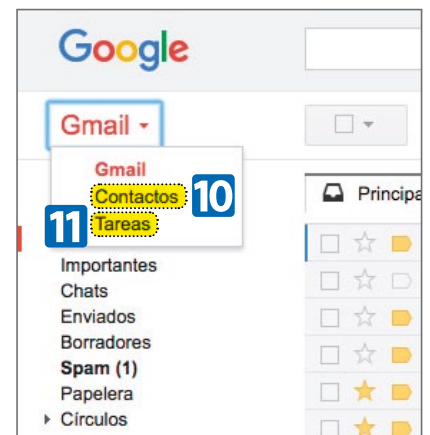 Google
Gmail
Gmail
Contactos 10
11 Tareas
Principa
Importantes
Chats
Enviados
Borradores
Spam (1)
Papelera
Círculos